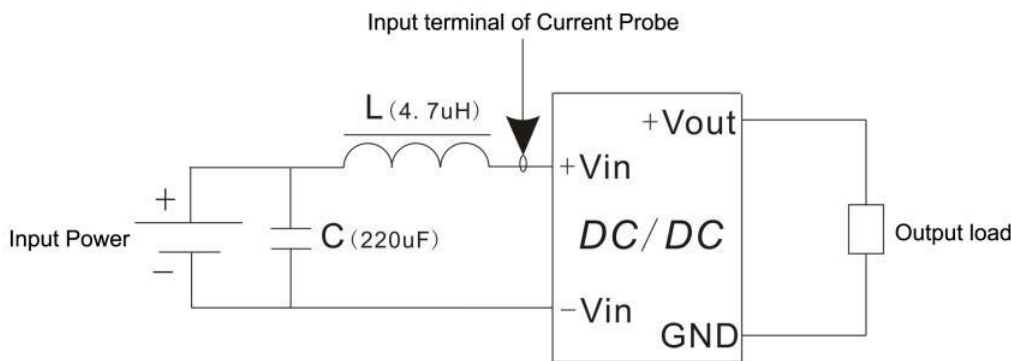 Input terminal of Current Probe
L (4. 7uH)
+Vout
+Vin
+
Input Power
−
C (220uF)
DC/DC
Output load
−Vin
GND